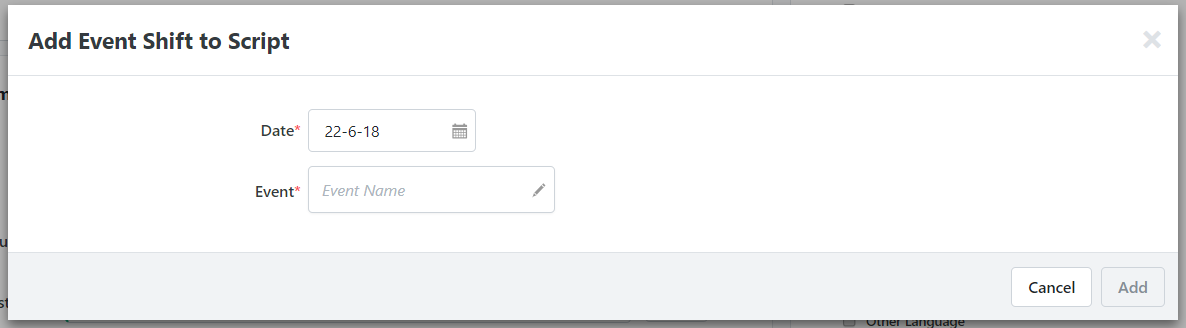 Add Event Shift to Script
Date*
22-6-18
Event*
Event Name
Cancel
Add
Other Language